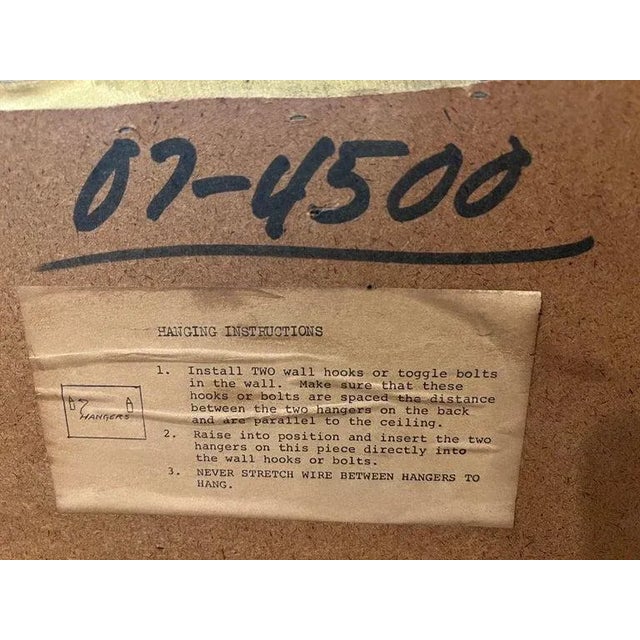 07-4500
HANGING INSTRUCTIONS
1. Install TWO wall hooks or toggle bolts
in the wall. Make sure that these
hooks or bolts are spaced the distance
between the two hangers on the back
and are parallel to the ceiling.
2. Raise into position and insert the two
hangers on this piece directly into
the wall hooks or bolts.
3. NEVER STRETCH WIRE BETWEEN HANGERS TO
HANG.
HANGERS